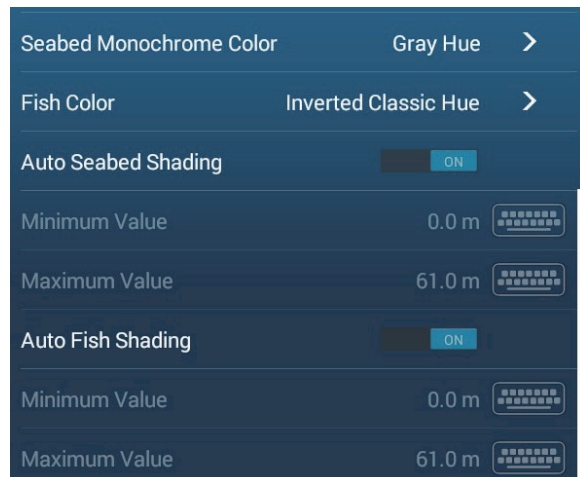 Seabed Monochrome Color Gray Hue >
Fish Color Inverted Classic Hue >
Auto Seabed Shading ON
Minimum Value 0.0 m
Maximum Value 61.0 m
Auto Fish Shading ON
Minimum Value 0.0 m
Maximum Value 61.0 m